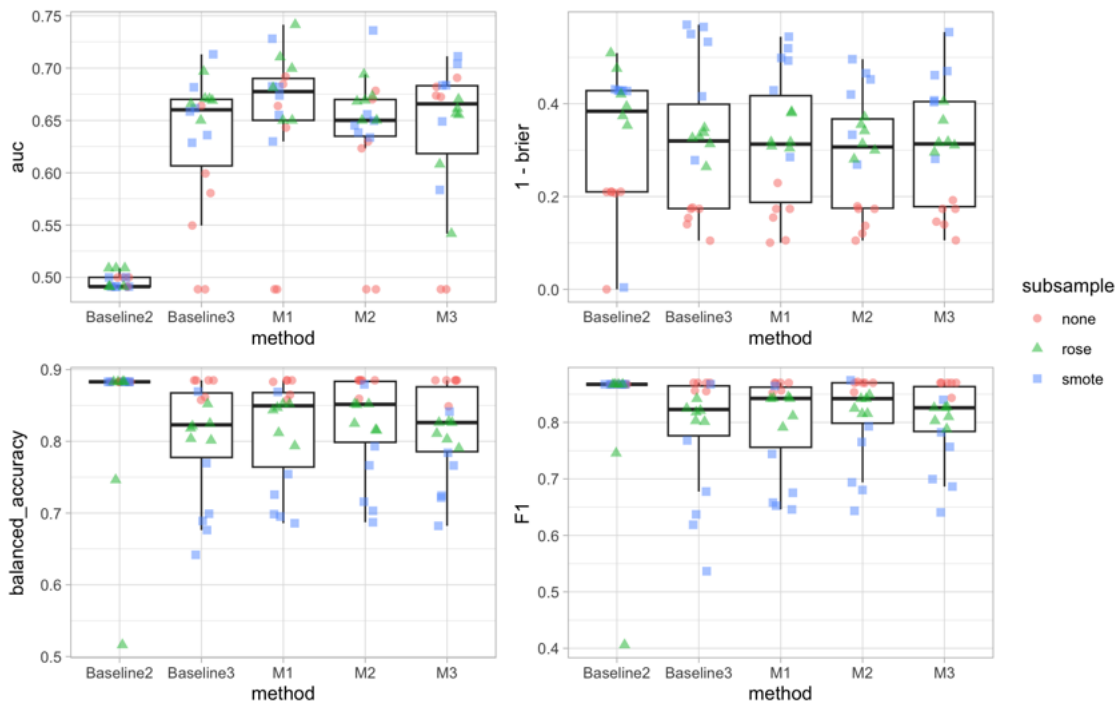 auc
0.75
0.70
0.65
0.60
0.55
0.50
Baseline2 Baseline3 M1 M2 M3
method
1 - brier
0.4
0.2
0.0
Baseline2 Baseline3 M1 M2 M3
method
balanced_accuracy
0.9
0.8
0.7
0.6
0.5
Baseline2 Baseline3 M1 M2 M3
method
F1
0.9
0.8
0.7
0.6
0.5
0.4
Baseline2 Baseline3 M1 M2 M3
method
subsample
none
rose
smote